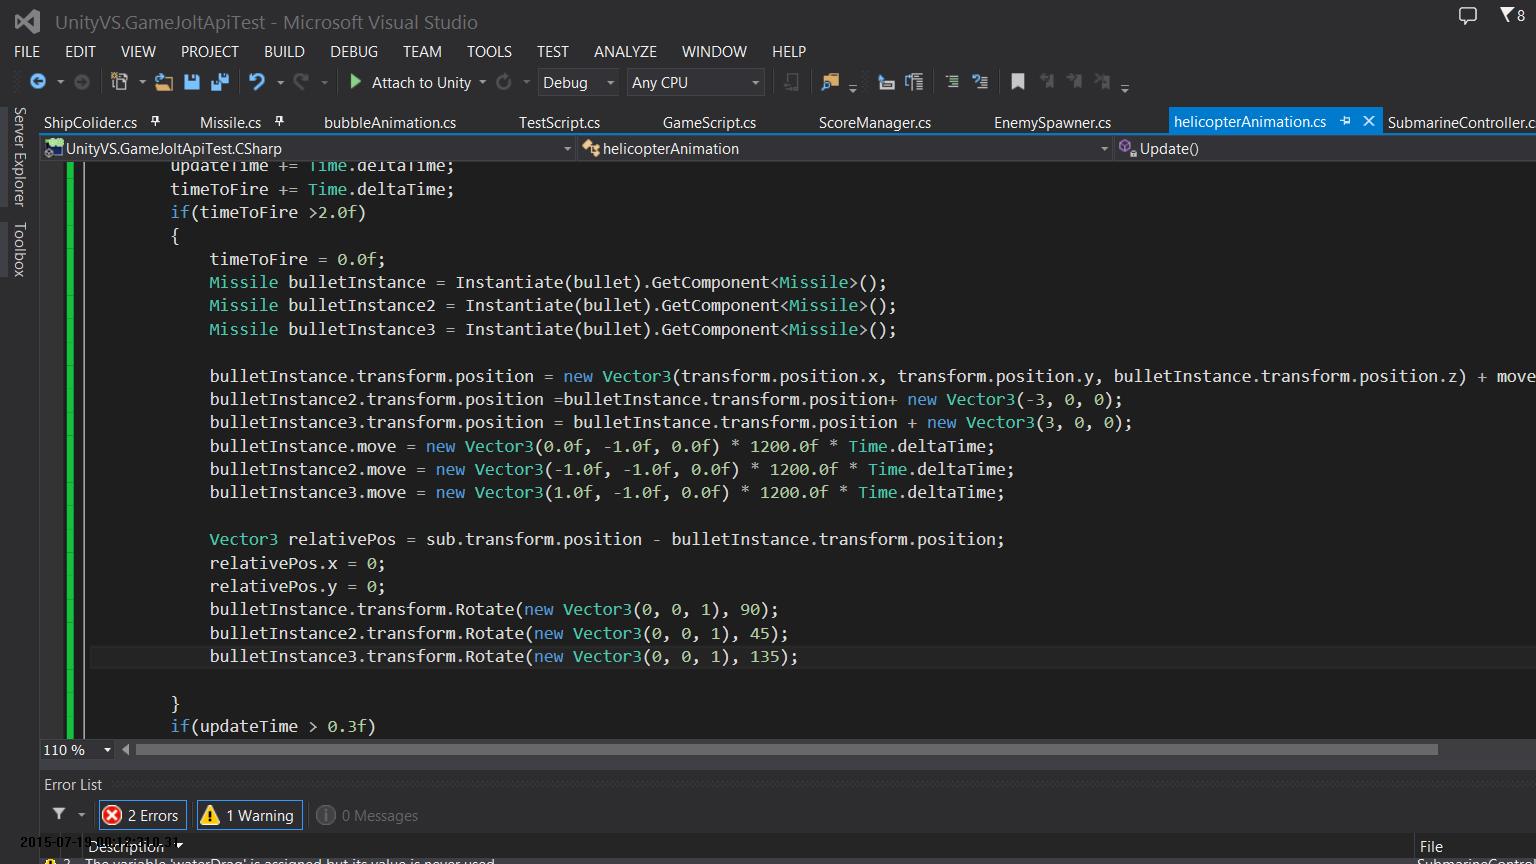 UnityVS.GameJoltApiTest - Microsoft Visual Studio
8
FILE EDIT VIEW PROJECT BUILD DEBUG TEAM TOOLS TEST ANALYZE WINDOW HELP
Attach to Unity Debug Any CPU
Server Explorer
Toolbox
ShipColider.cs Missile.cs bubbleAnimation.cs TestScript.cs GameScript.cs ScoreManager.cs EnemySpawner.cs helicopterAnimation.cs SubmarineController.cs
UnityVS.GameJoltApiTest.CSharp helicopterAnimation Update()
updateTime += Time.deltaTime;
timeToFire += Time.deltaTime;
if(timeToFire >2.0f)
{
timeToFire = 0.0f;
Missile bulletInstance = Instantiate(bullet).GetComponent<Missile>();
Missile bulletInstance2 = Instantiate(bullet).GetComponent<Missile>();
Missile bulletInstance3 = Instantiate(bullet).GetComponent<Missile>();
bulletInstance.transform.position = new Vector3(transform.position.x, transform.position.y, bulletInstance.transform.position.z) + move
bulletInstance2.transform.position =bulletInstance.transform.position+ new Vector3(-3, 0, 0);
bulletInstance3.transform.position = bulletInstance.transform.position + new Vector3(3, 0, 0);
bulletInstance.move = new Vector3(0.0f, -1.0f, 0.0f) * 1200.0f * Time.deltaTime;
bulletInstance2.move = new Vector3(-1.0f, -1.0f, 0.0f) * 1200.0f * Time.deltaTime;
bulletInstance3.move = new Vector3(1.0f, -1.0f, 0.0f) * 1200.0f * Time.deltaTime;
Vector3 relativePos = sub.transform.position - bulletInstance.transform.position;
relativePos.x = 0;
relativePos.y = 0;
bulletInstance.transform.Rotate(new Vector3(0, 0, 1), 90);
bulletInstance2.transform.Rotate(new Vector3(0, 0, 1), 45);
bulletInstance3.transform.Rotate(new Vector3(0, 0, 1), 135);
}
if(updateTime > 0.3f)
110 %
Error List
2 Errors 1 Warning 0 Messages
Description File
The variable 'waterDrag' is assigned but its value is never used